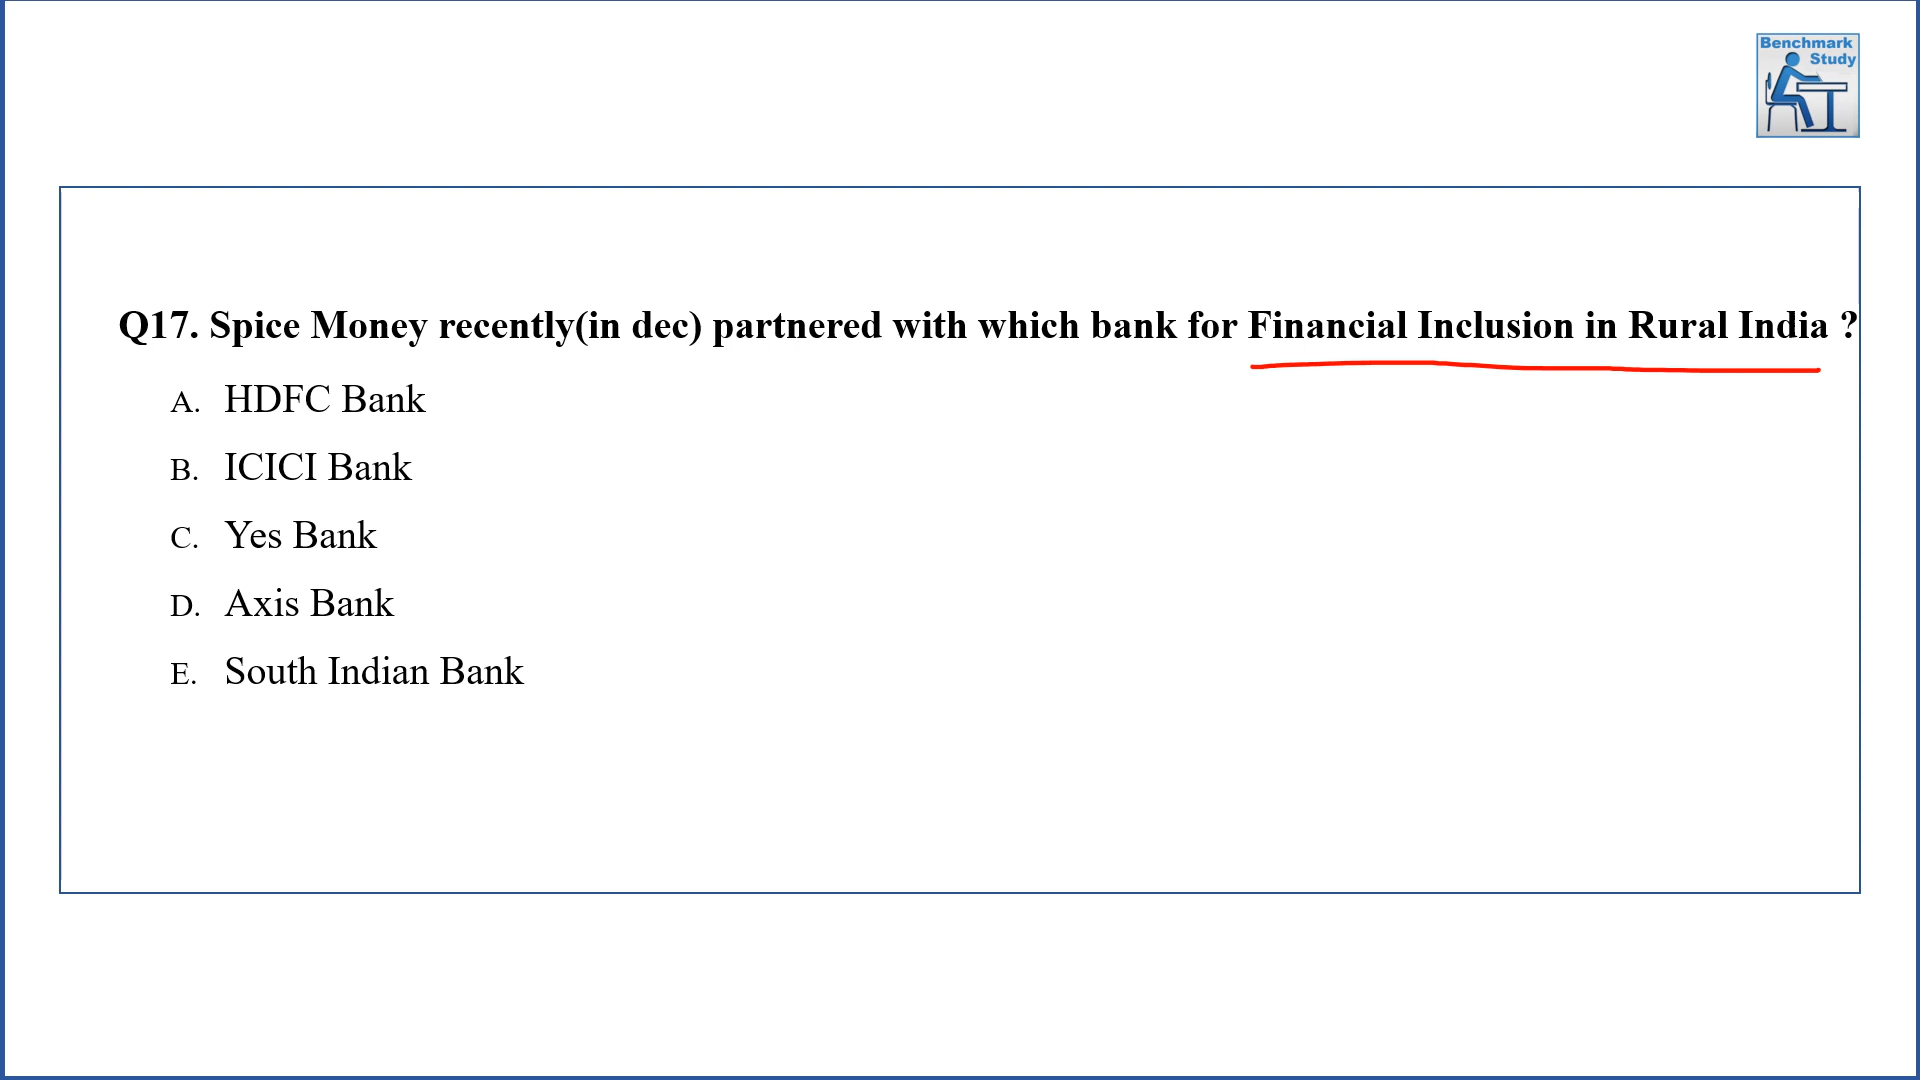 Benchmark
Study
Q17. Spice Money recently(in dec) partnered with which bank for Financial Inclusion in Rural India ?
A. HDFC Bank
B. ICICI Bank
C. Yes Bank
D. Axis Bank
E. South Indian Bank